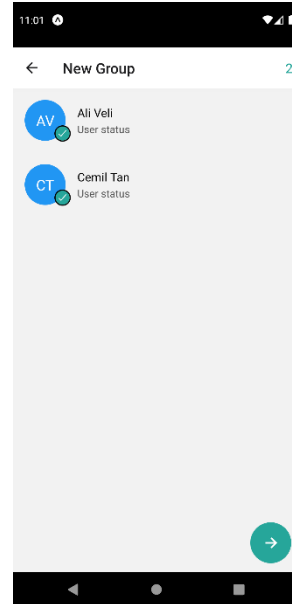 11:01
New Group
2
AV
Ali Veli
User status
CT
Cemil Tan
User status